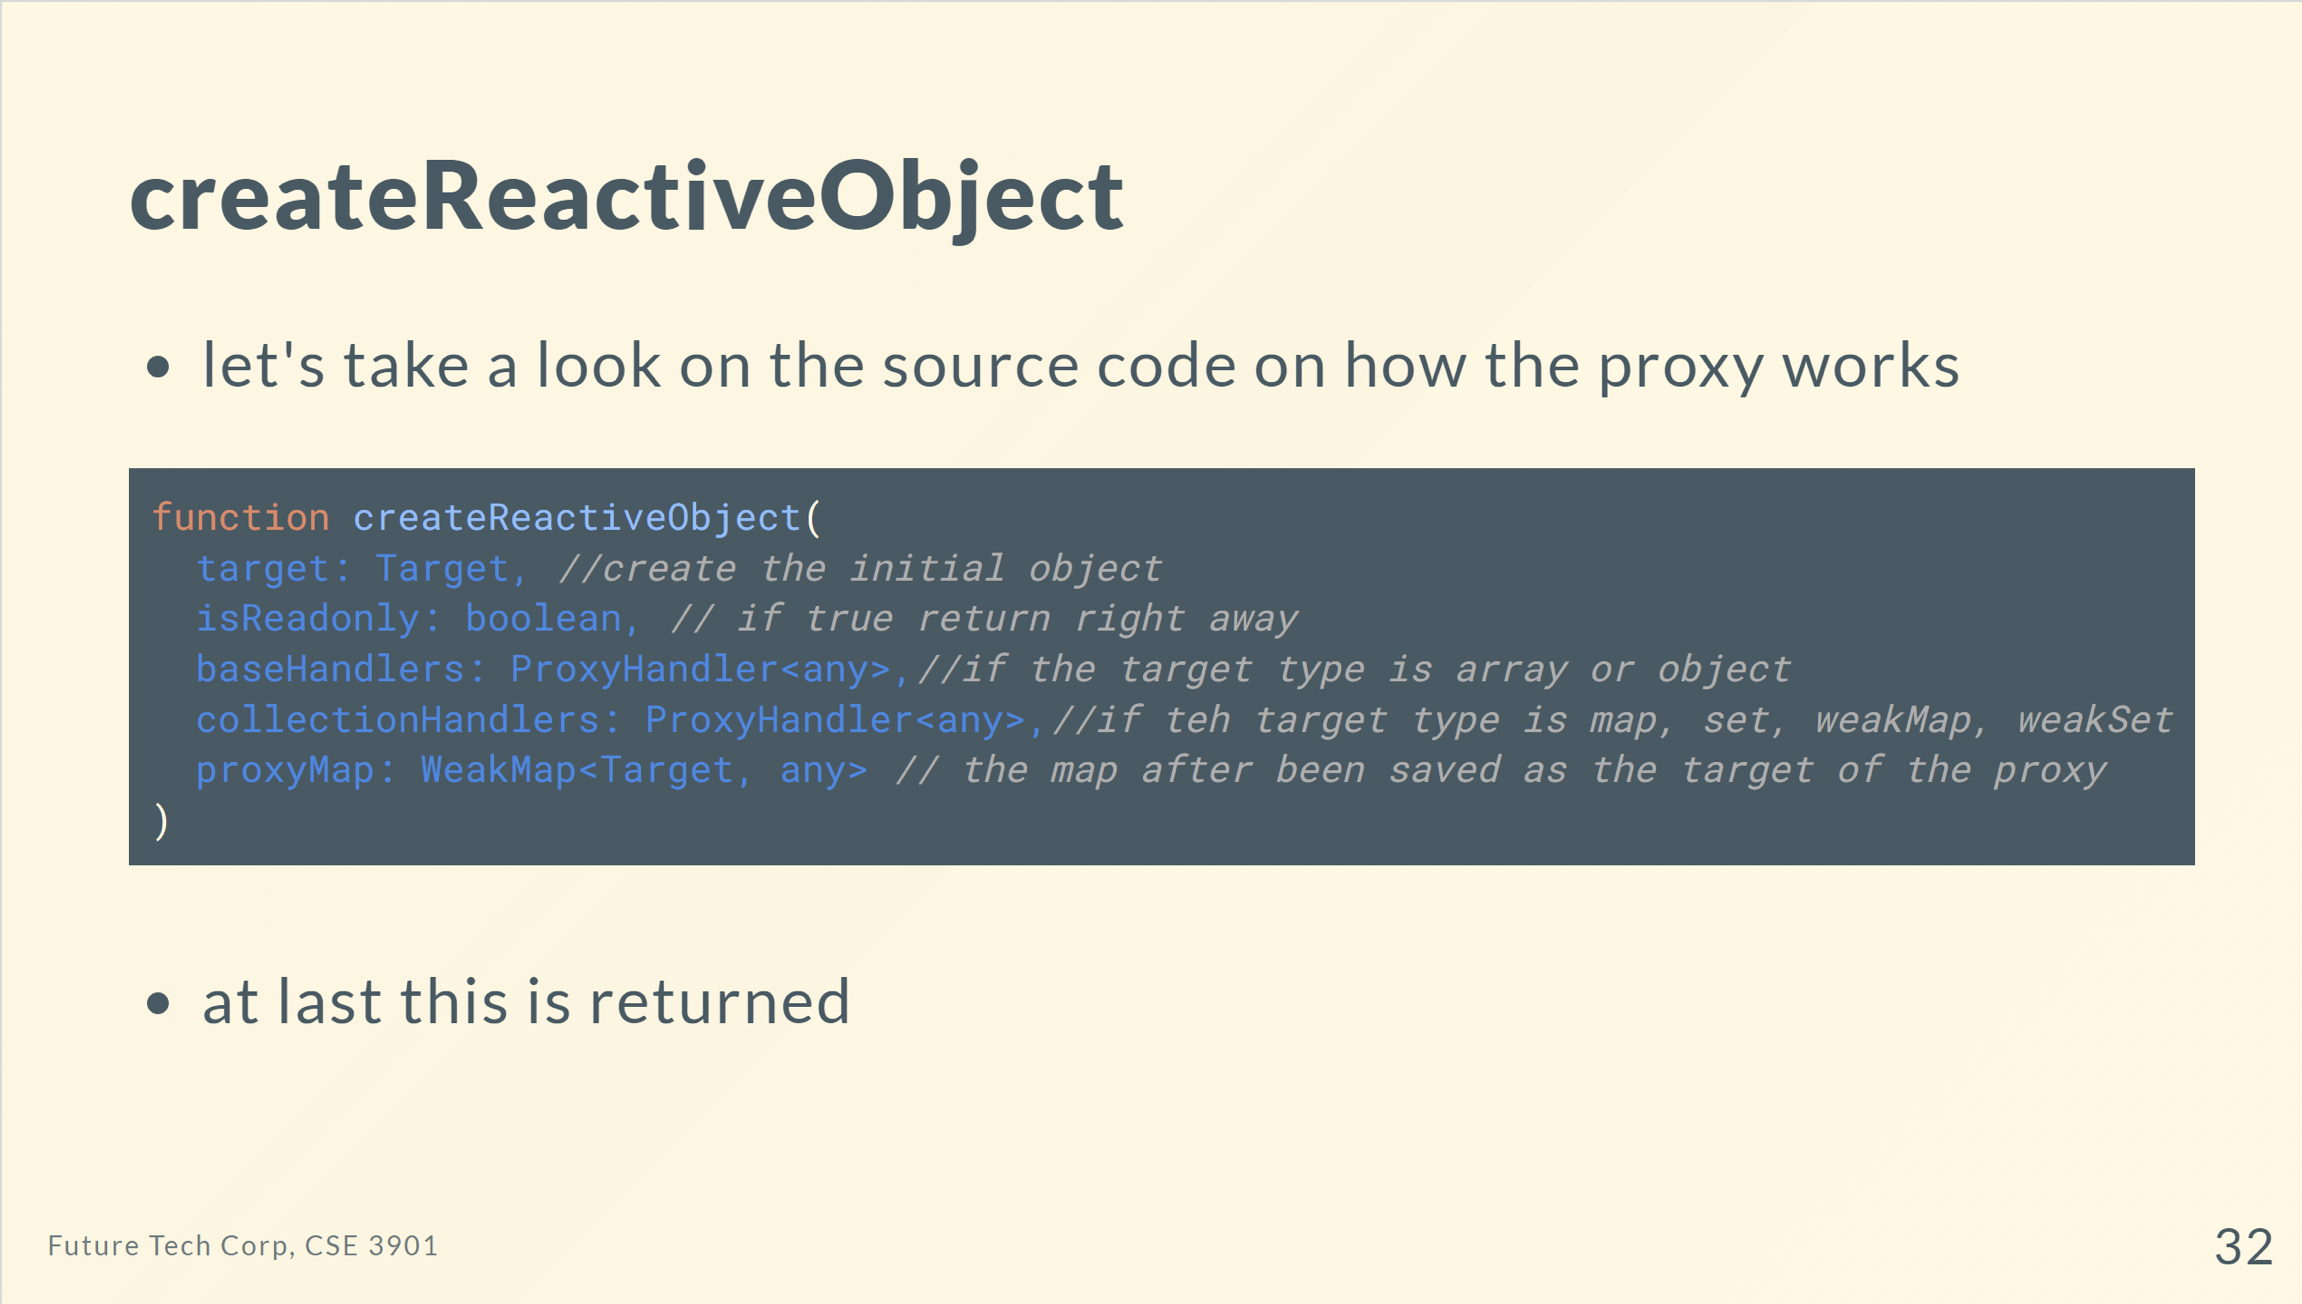 createReactiveObject
• let's take a look on the source code on how the proxy works
function createReactiveObject(
  target: Target, //create the initial object
  isReadonly: boolean, // if true return right away
  baseHandlers: ProxyHandler<any>,//if the target type is array or object
  collectionHandlers: ProxyHandler<any>,//if teh target type is map, set, weakMap, weakSet
  proxyMap: WeakMap<Target, any> // the map after been saved as the target of the proxy
)
• at last this is returned
Future Tech Corp, CSE 3901
32